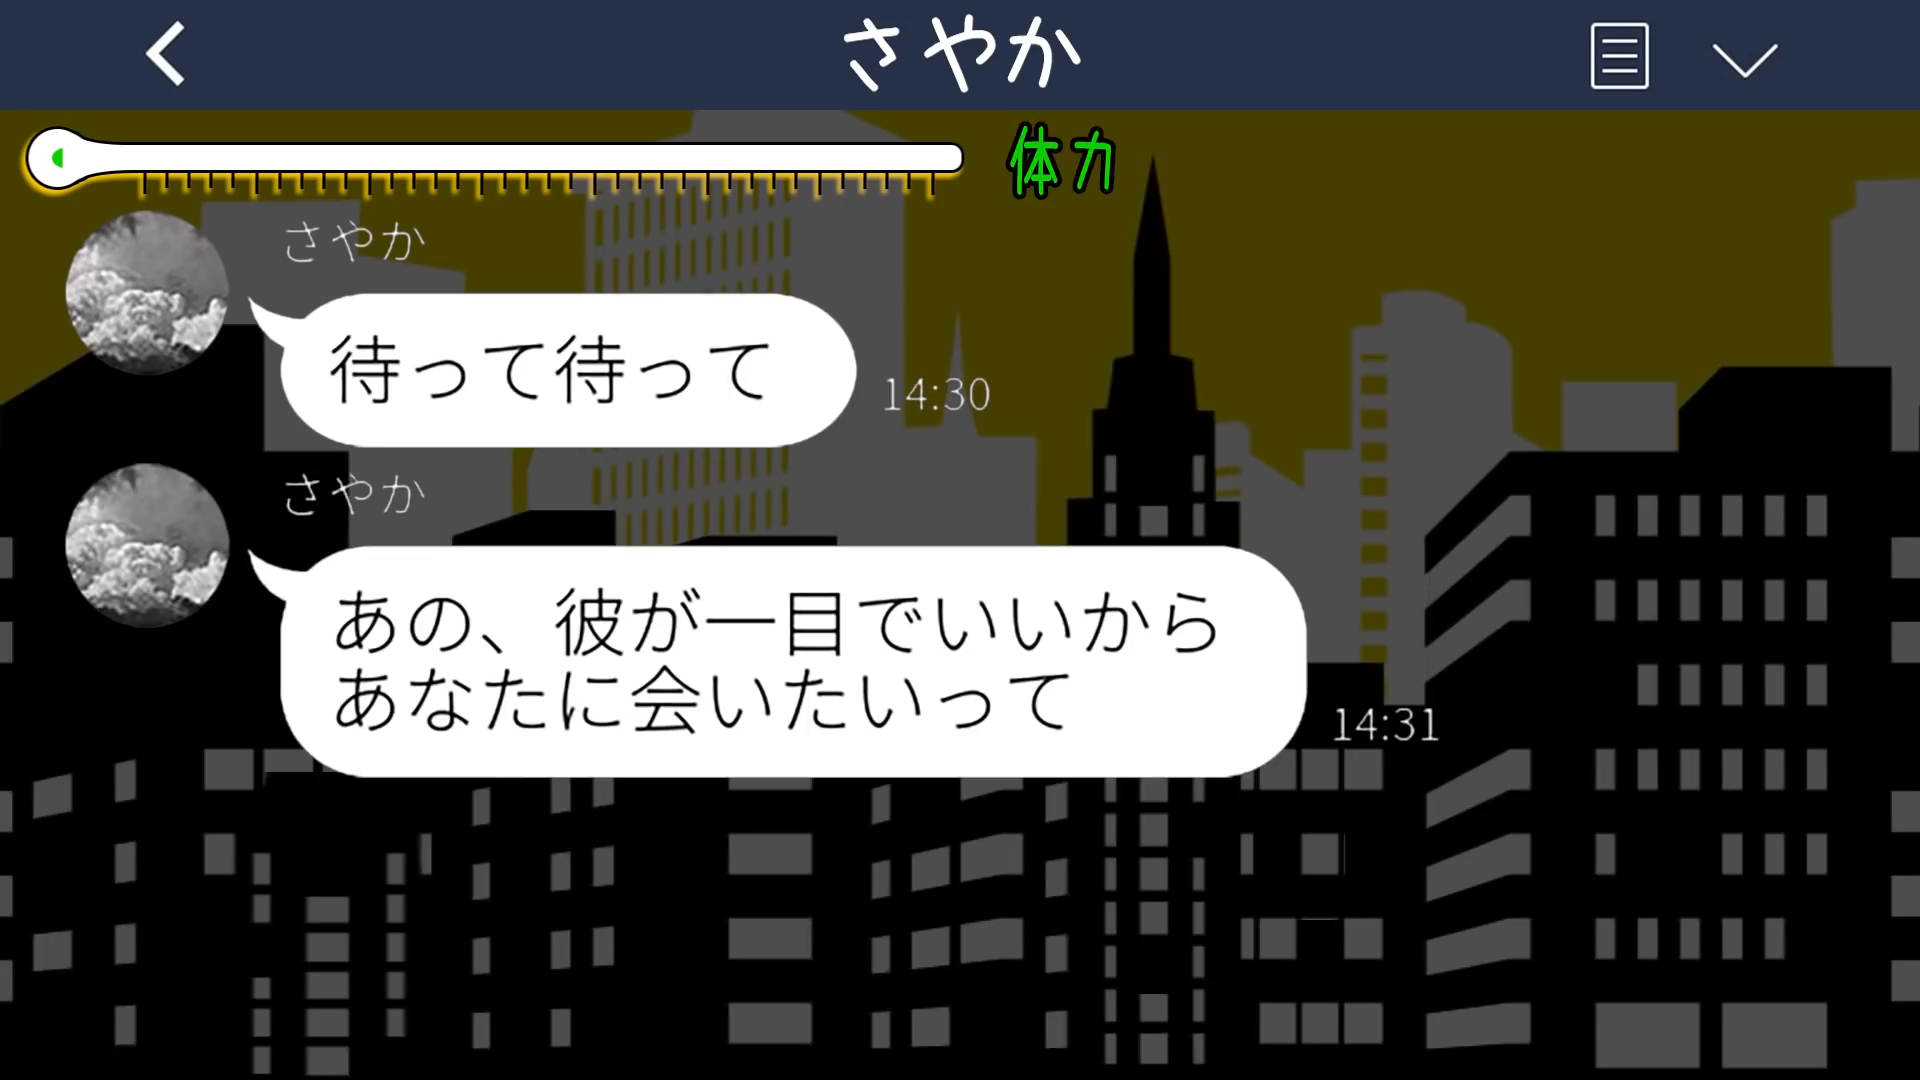 さやか
体力
さやか
待って待って
14:30
さやか
あの、彼が一目でいいから
あなたに会いたいって
14:31